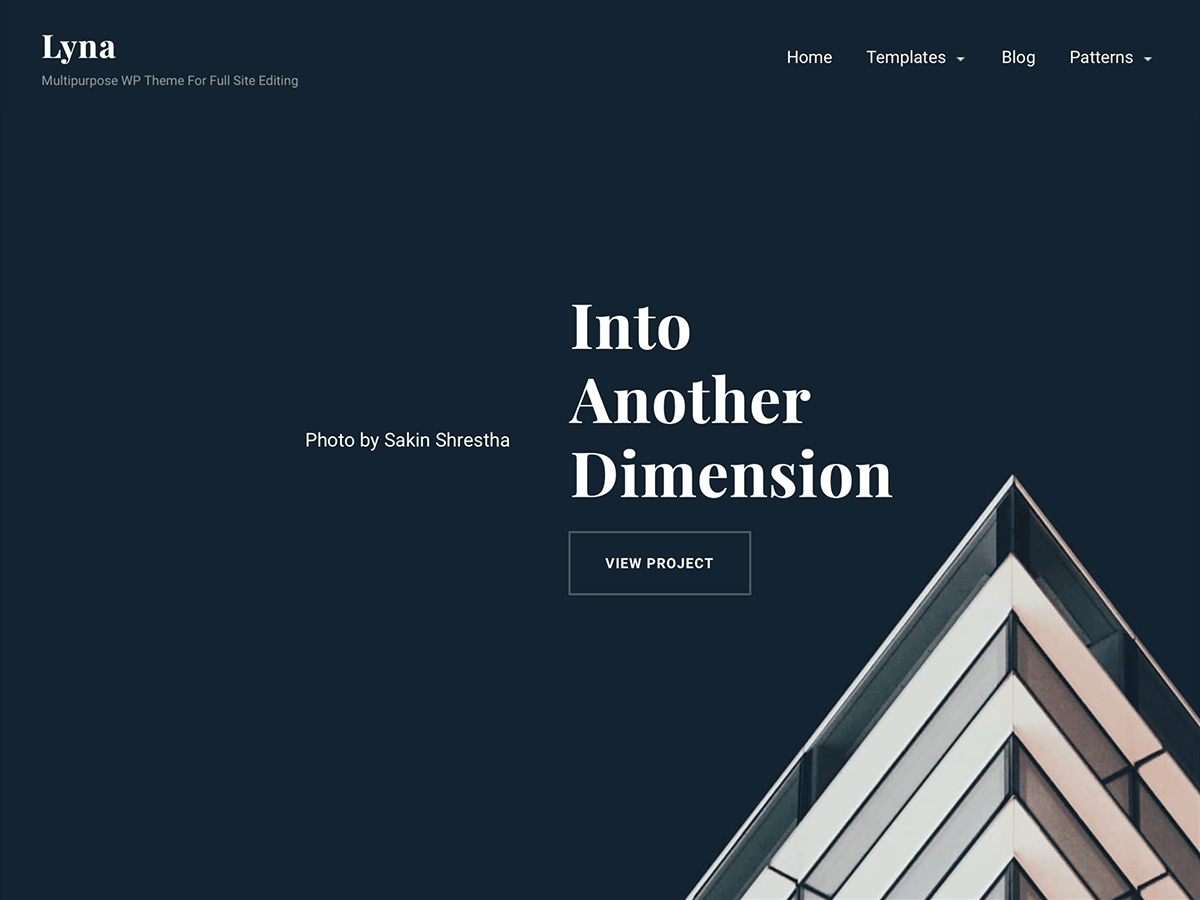 Lyna
Multipurpose WP Theme For Full Site Editing
Home Templates Blog Patterns
Photo by Sakin Shrestha
Into
Another
Dimension
VIEW PROJECT